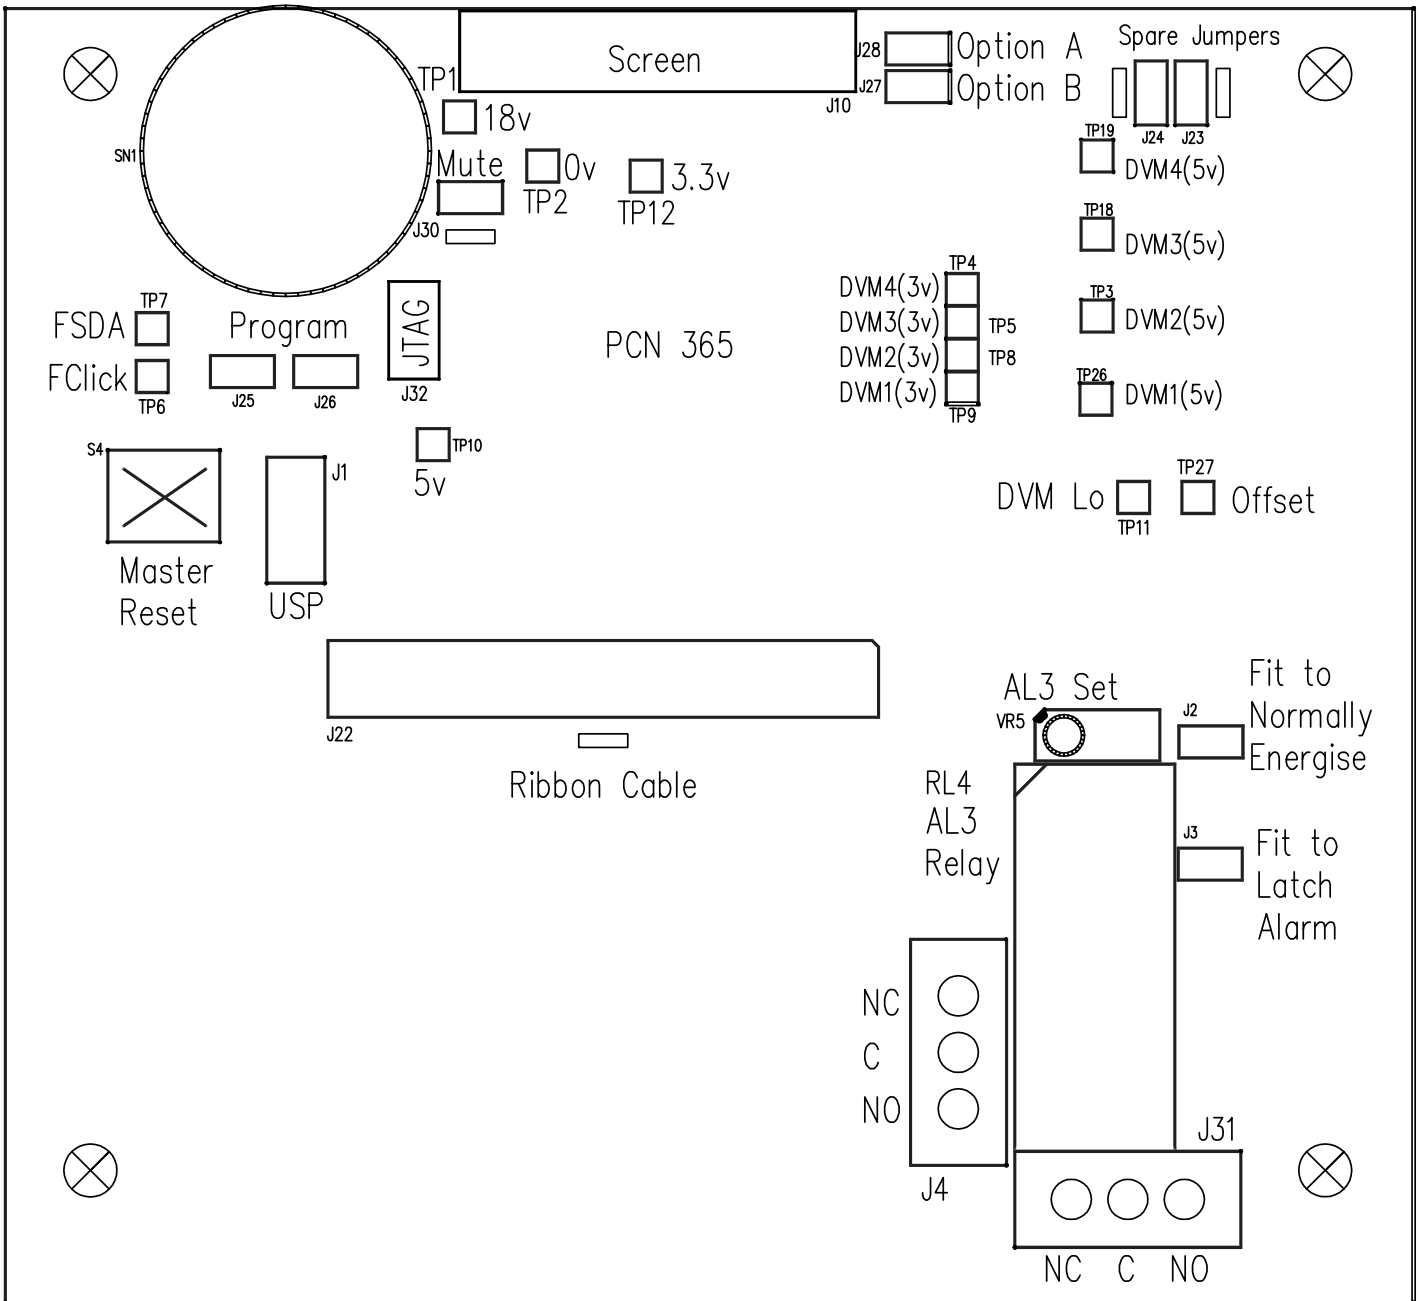 Screen
J10
J28
Option A
J27
Option B
Spare Jumpers
J24
J23
SN1
TP1
18v
Mute
J30
TP2
0v
TP12
3.3v
TP19
DVM4(5v)
TP18
DVM3(5v)
TP3
DVM2(5v)
TP26
DVM1(5v)
TP4
DVM4(3v)
DVM3(3v)
TP5
DVM2(3v)
TP8
DVM1(3v)
TP9
TP7
FSDA
FClick
TP6
Program
J25
J26
JTAG
J32
PCN 365
TP10
5v
S4
Master
Reset
J1
USP
DVM Lo
TP11
TP27
Offset
J22
Ribbon Cable
AL3 Set
VR5
J2
Fit to
Normally
Energise
RL4
AL3
Relay
J3
Fit to
Latch
Alarm
NC
C
NO
J4
J31
NC C NO